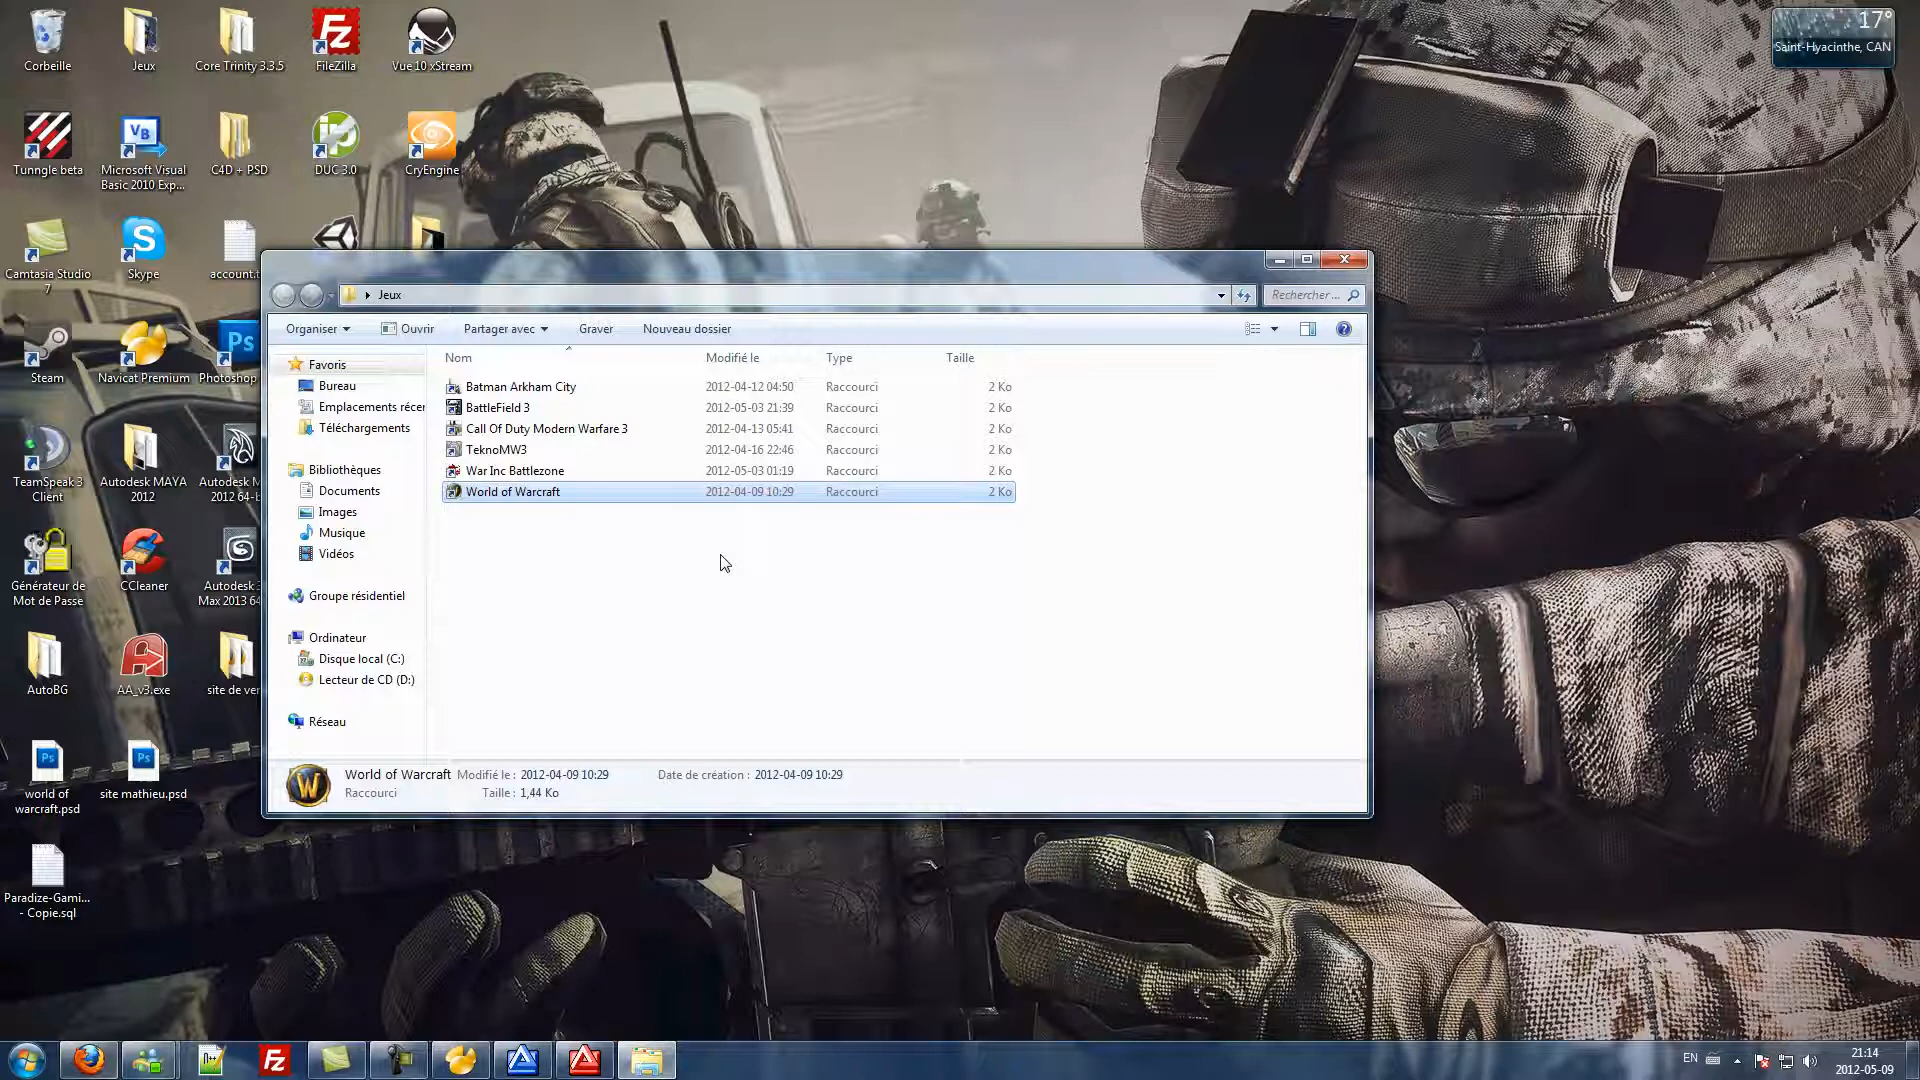 Corbeille
Jeux
Core Trinity 3.3.5
FileZilla
Vue 10 xStream
17°
Saint-Hyacinthe, CAN
Tunngle beta
Microsoft Visual
Basic 2010 Exp...
C4D + PSD
DUC 3.0
CryEngine
Camtasia Studio
7
Skype
account.t
Steam
Navicat Premium
Photoshop
TeamSpeak 3
Client
Autodesk MAYA
2012
Autodesk M
2012 64-b
Générateur de
Mot de Passe
CCleaner
Autodesk 3
Max 2013 64
AutoBG
AA_v3.exe
site de ver
world of
warcraft.psd
site mathieu.psd
Paradize-Gami...
- Copie.sql
Jeux
Rechercher ...
Organiser
Ouvrir
Partager avec
Graver
Nouveau dossier
Favoris
Bureau
Emplacements récer
Téléchargements
Bibliothèques
Documents
Images
Musique
Vidéos
Groupe résidentiel
Ordinateur
Disque local (C:)
Lecteur de CD (D:)
Réseau
Nom Modifié le Type Taille
Batman Arkham City 2012-04-12 04:50 Raccourci 2 Ko
BattleField 3 2012-05-03 21:39 Raccourci 2 Ko
Call Of Duty Modern Warfare 3 2012-04-13 05:41 Raccourci 2 Ko
TeknoMW3 2012-04-16 22:46 Raccourci 2 Ko
War Inc Battlezone 2012-05-03 01:19 Raccourci 2 Ko
World of Warcraft 2012-04-09 10:29 Raccourci 2 Ko
World of Warcraft Modifié le : 2012-04-09 10:29 Date de création : 2012-04-09 10:29
Raccourci Taille : 1,44 Ko
EN
21:14
2012-05-09